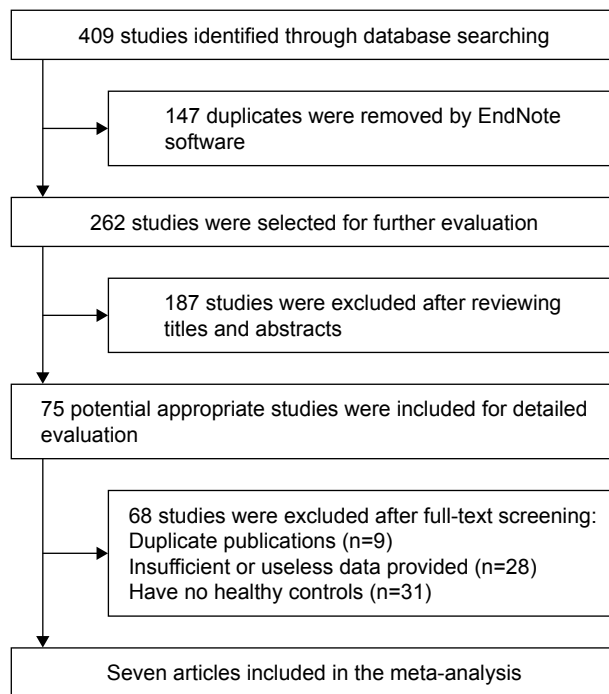 409 studies identified through database searching
147 duplicates were removed by EndNote
software
262 studies were selected for further evaluation
187 studies were excluded after reviewing
titles and abstracts
75 potential appropriate studies were included for detailed
evaluation
68 studies were excluded after full-text screening:
Duplicate publications (n=9)
Insufficient or useless data provided (n=28)
Have no healthy controls (n=31)
Seven articles included in the meta-analysis